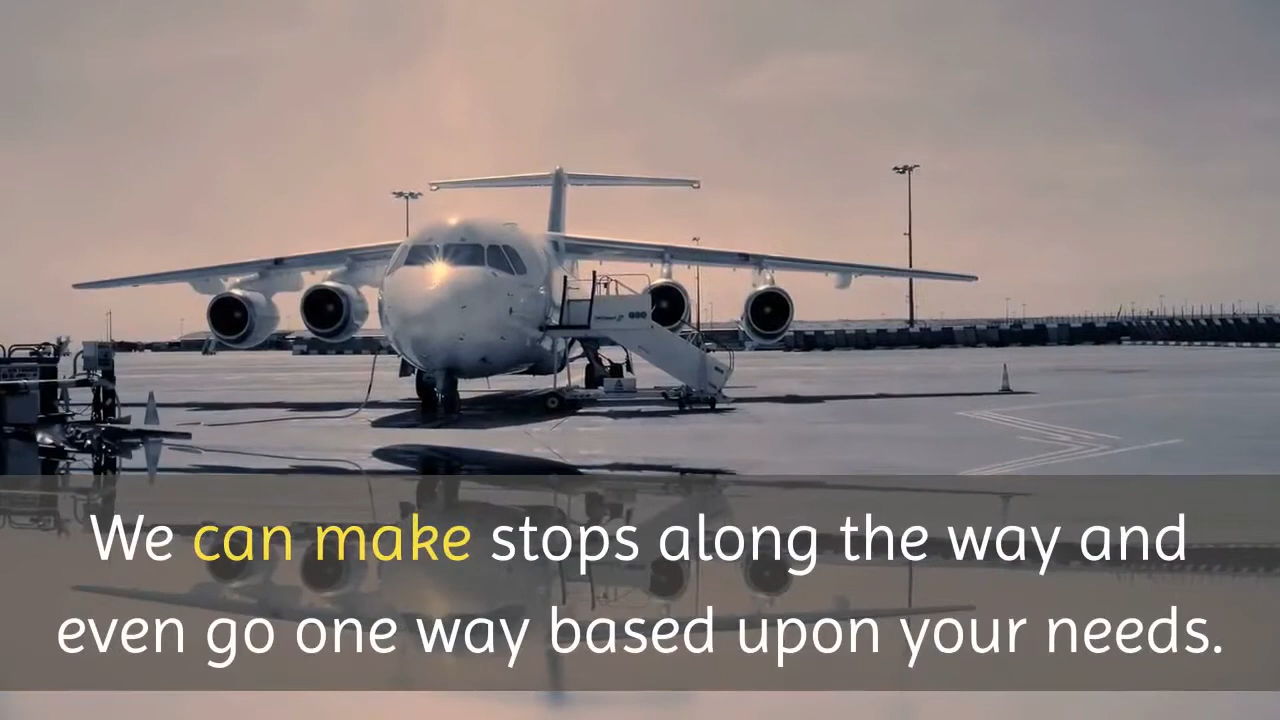 We can make stops along the way and
even go one way based upon your needs.